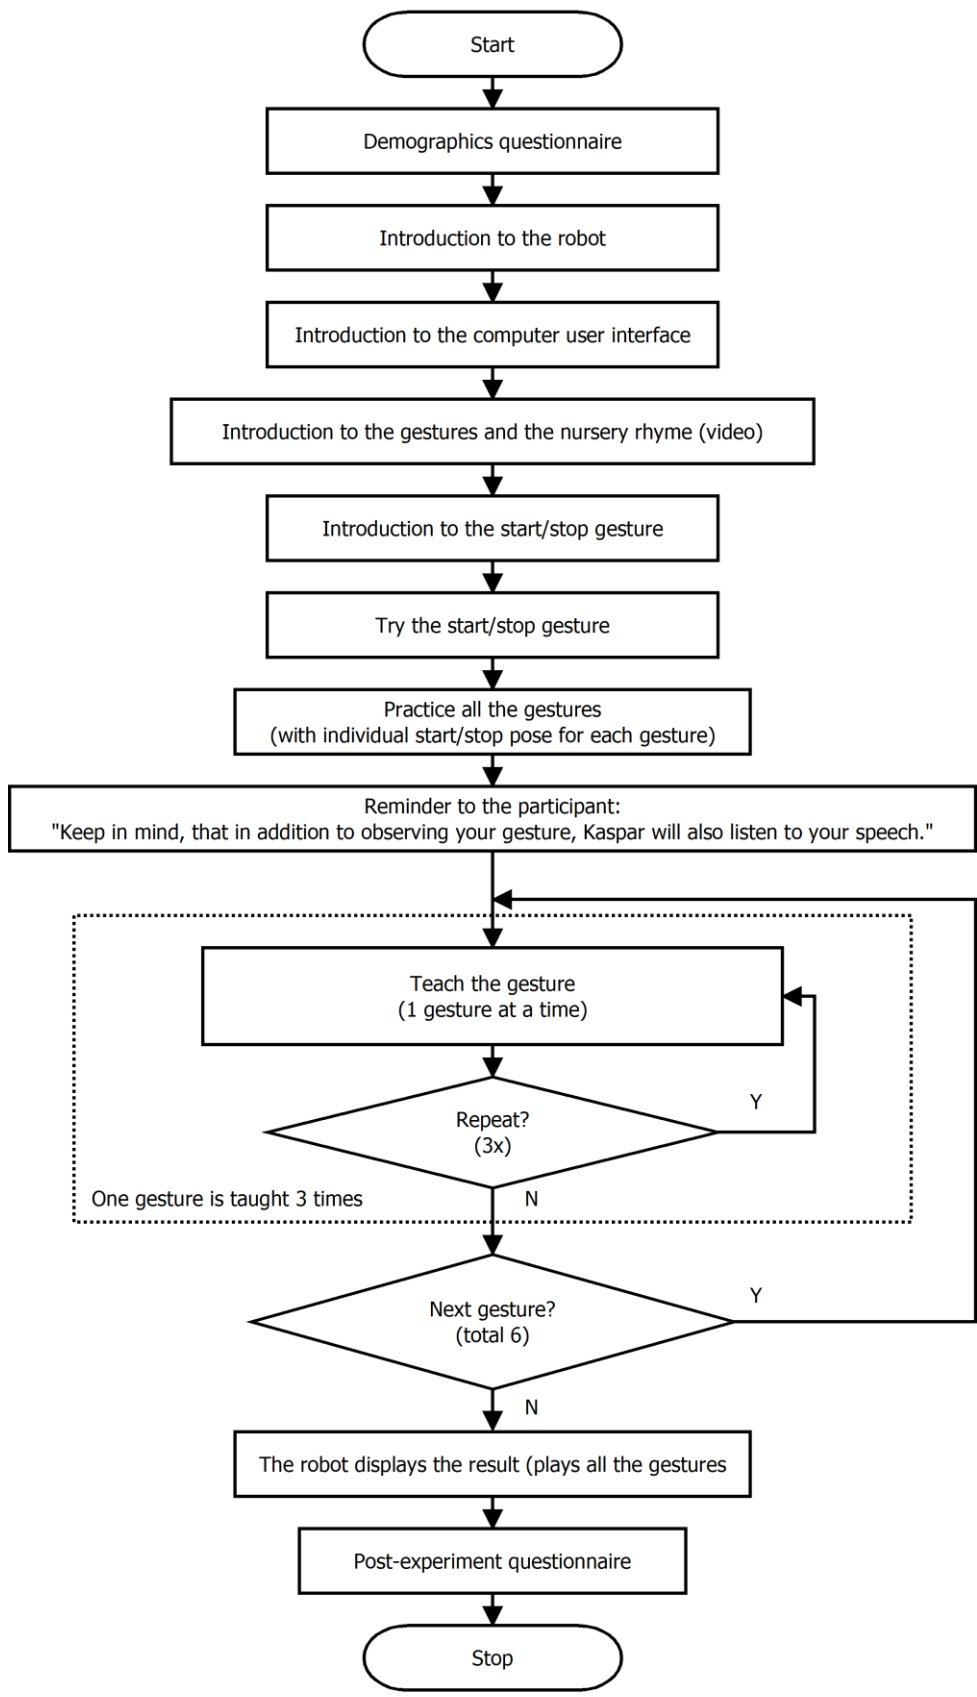 Start
Demographics questionnaire
Introduction to the robot
Introduction to the computer user interface
Introduction to the gestures and the nursery rhyme (video)
Introduction to the start/stop gesture
Try the start/stop gesture
Practice all the gestures
(with individual start/stop pose for each gesture)
Reminder to the participant:
"Keep in mind, that in addition to observing your gesture, Kaspar will also listen to your speech."
Teach the gesture
(1 gesture at a time)
Y
Repeat?
(3x)
One gesture is taught 3 times
N
Y
Next gesture?
(total 6)
N
The robot displays the result (plays all the gestures
Post-experiment questionnaire
Stop